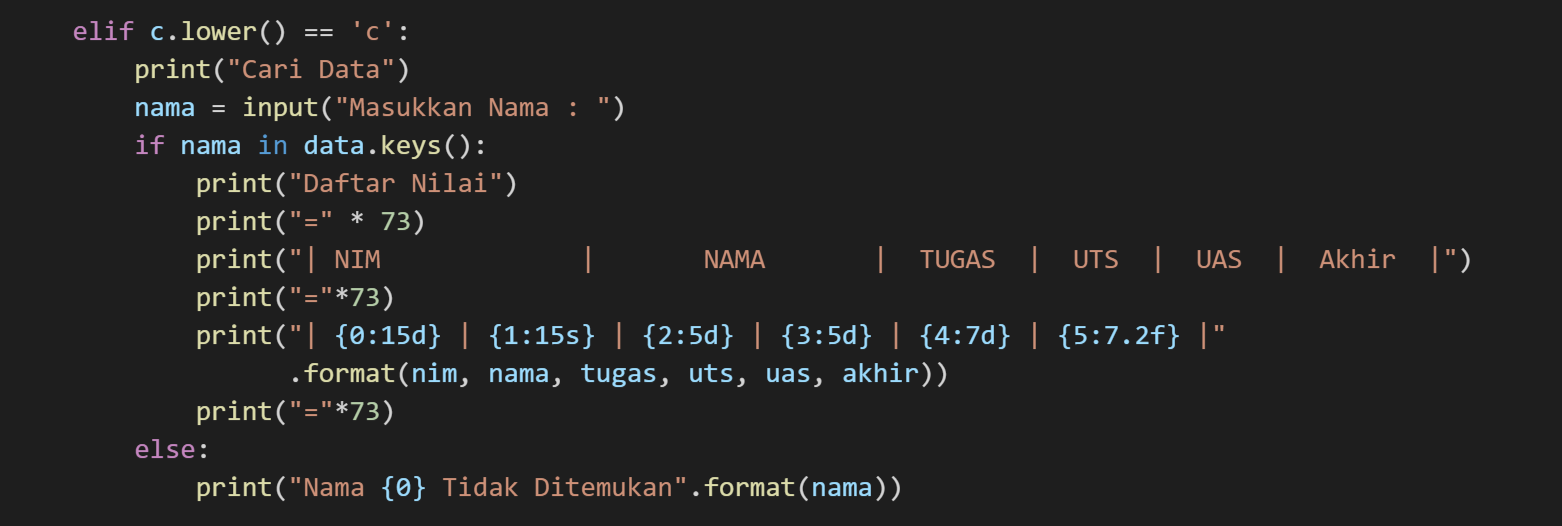 elif c.lower() == 'c':
    print("Cari Data")
    nama = input("Masukkan Nama : ")
    if nama in data.keys():
        print("Daftar Nilai")
        print("=" * 73)
        print("| NIM             |       NAMA       |  TUGAS  |  UTS  |  UAS  |  Akhir  |")
        print("="*73)
        print("| {0:15d} | {1:15s} | {2:5d} | {3:5d} | {4:7d} | {5:7.2f} |"
              .format(nim, nama, tugas, uts, uas, akhir))
        print("="*73)
    else:
        print("Nama {0} Tidak Ditemukan".format(nama))